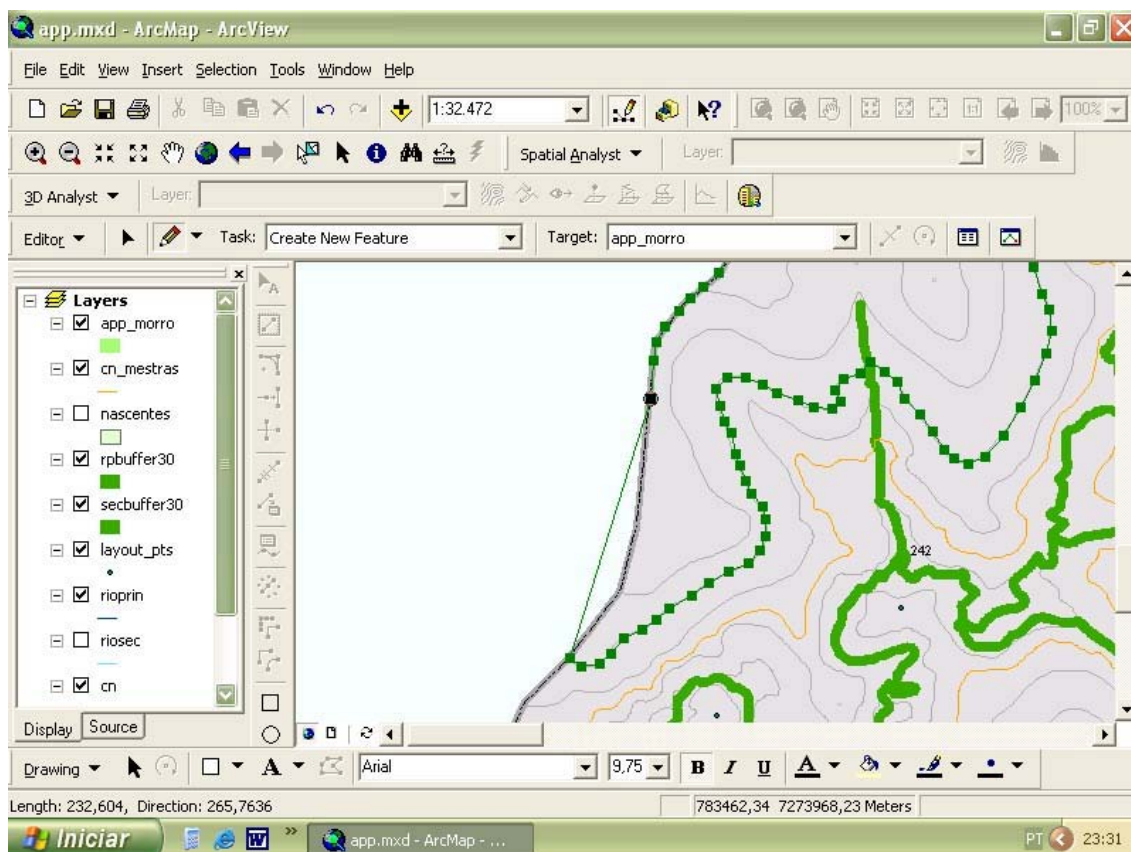 app.mxd - ArcMap - ArcView
File Edit View Insert Selection Tools Window Help
1:32.472
1:1
100%
Spatial Analyst
Layer:
3D Analyst
Layer:
Editor
Task:
Create New Feature
Target:
app_morro
Layers
app_morro
cn_mestras
nascentes
rpbuffer30
secbuffer30
layout_pts
rioprin
riosec
cn
Display
Source
242
Drawing
A
Arial
9,75
B I U A
Length: 232,604, Direction: 265,7636
783462,34 7273968,23 Meters
Iniciar
app.mxd - ArcMap - ...
PT
23:31